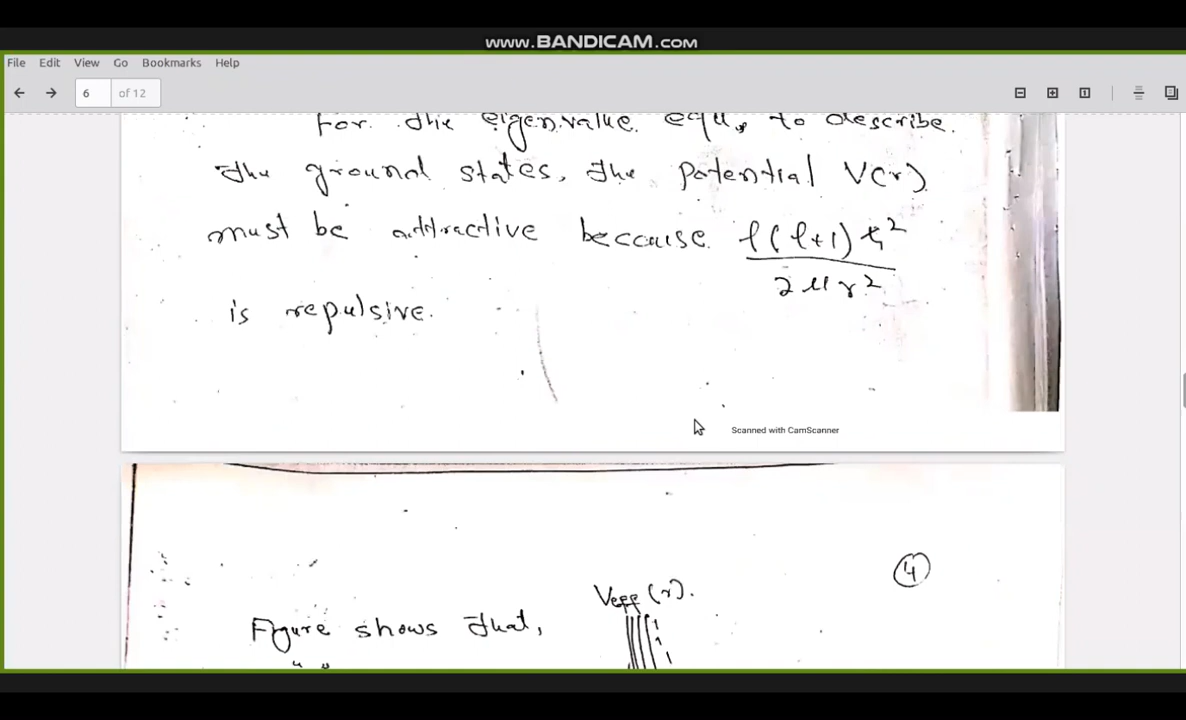 www.BANDICAM.com
File Edit View Go Bookmarks Help
6 of 12
For the eigenvalue equn, to describe
the ground states, the potential V(r)
must be attractive because ℓ(ℓ+1)ħ²
2μr²
is repulsive.
Scanned with CamScanner
4
Veff(r).
Figure shows that,